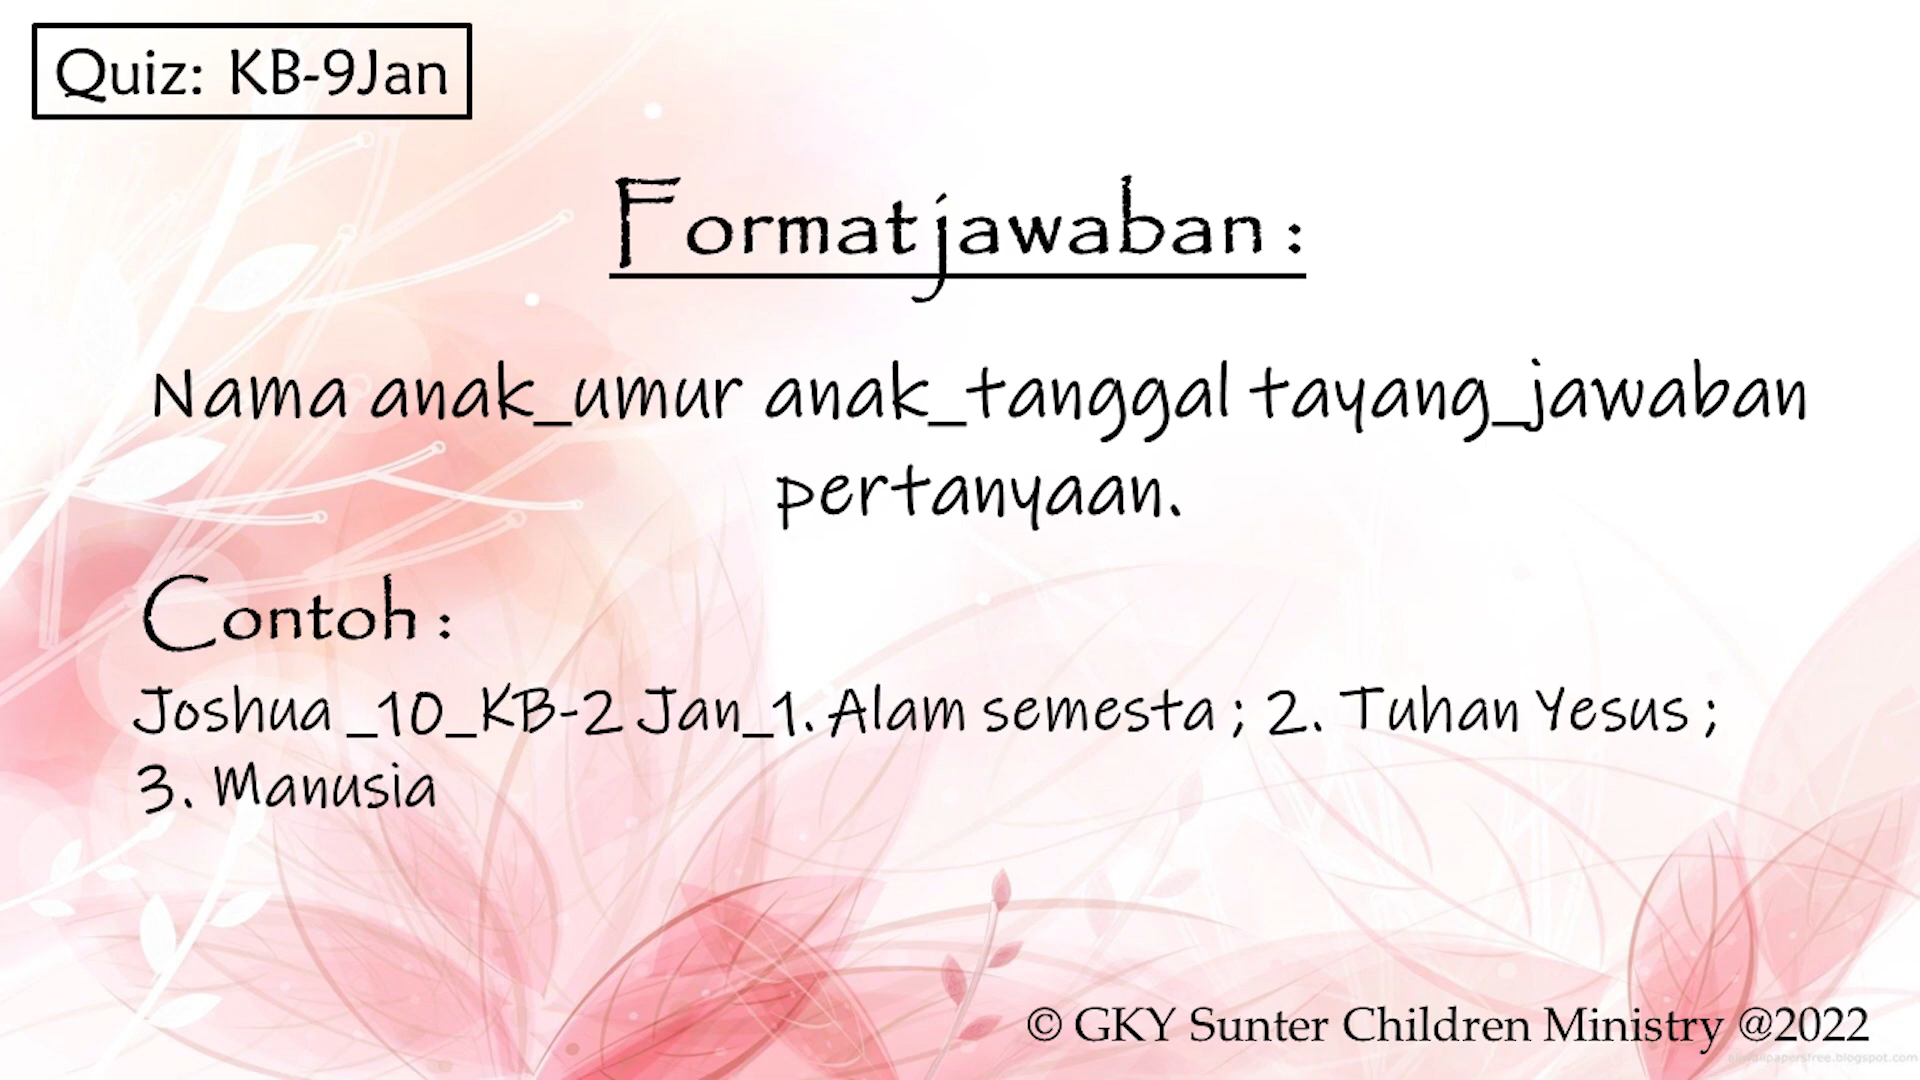 Quiz: KB-9Jan
Format jawaban :
Nama anak_umur anak_tanggal tayang_jawaban
pertanyaan.
Contoh :
Joshua _10_KB-2 Jan_1. Alam semesta ; 2. Tuhan Yesus ;
3. Manusia
© GKY Sunter Children Ministry @2022